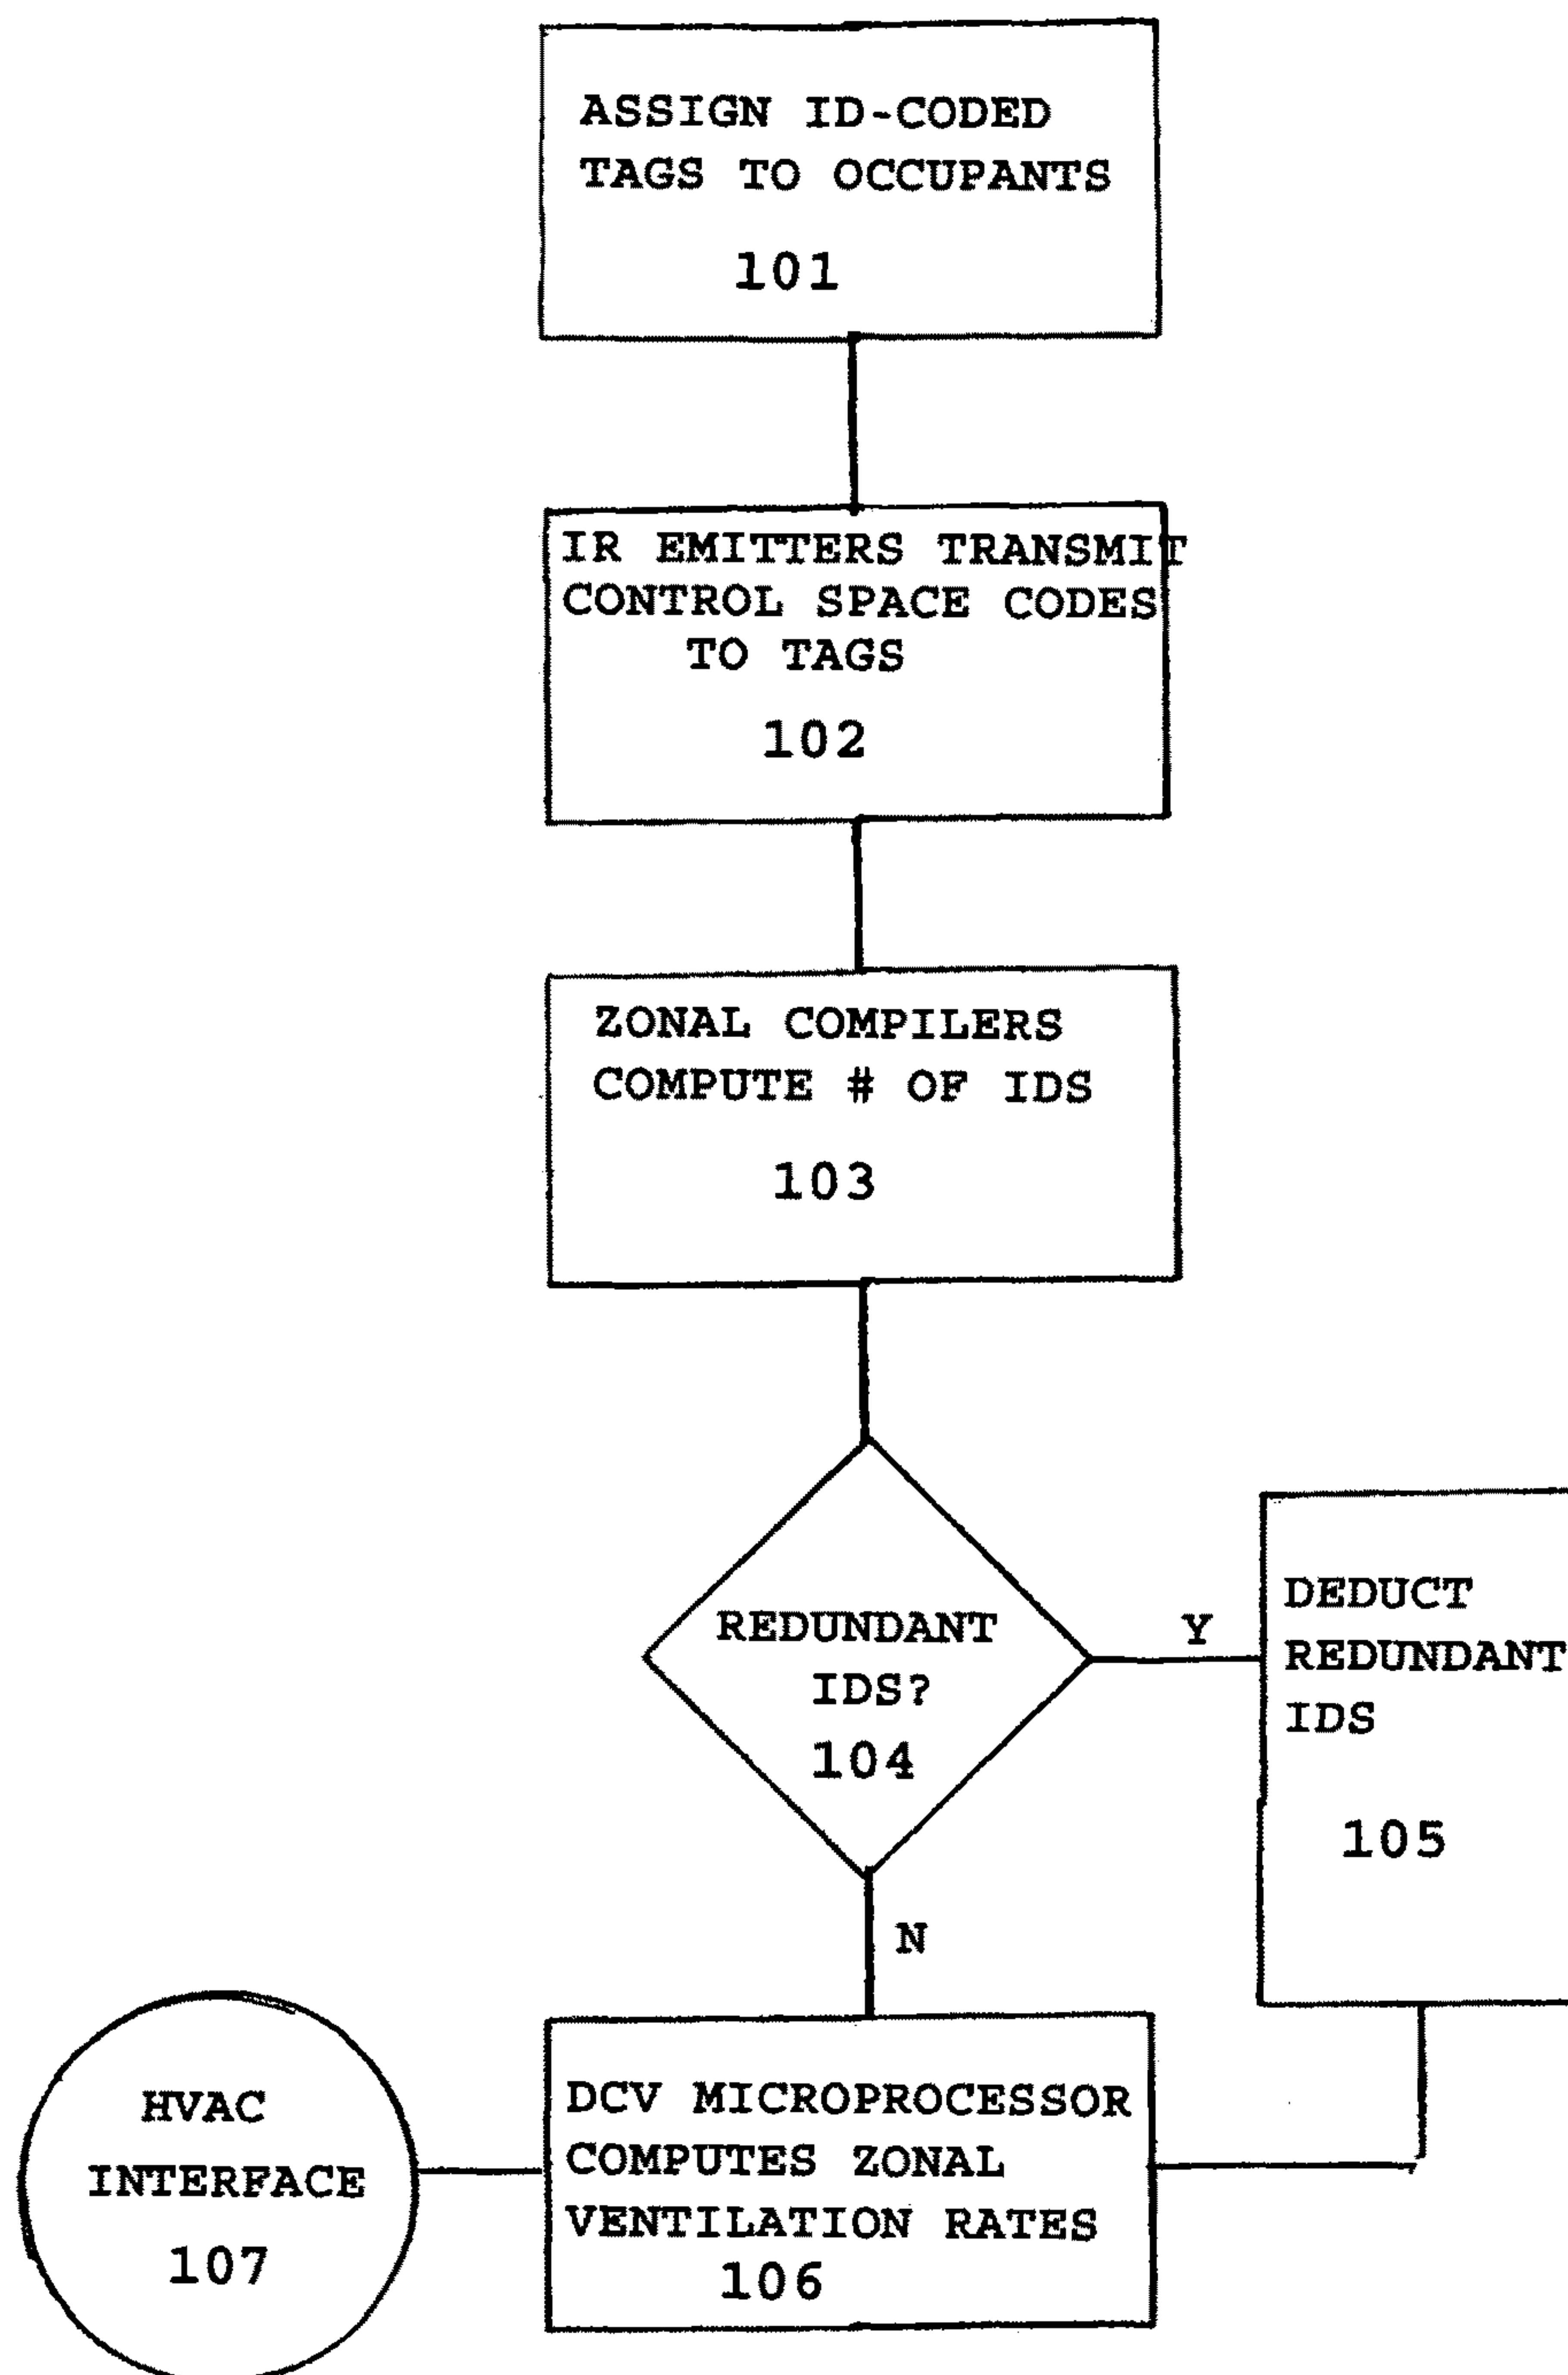 ASSIGN ID-CODED
TAGS TO OCCUPANTS
101
IR EMITTERS TRANSMIT
CONTROL SPACE CODES
TO TAGS
102
ZONAL COMPILERS
COMPUTE # OF IDS
103
REDUNDANT
IDS?
104
Y
DEDUCT
REDUNDANT
IDS
105
N
DCV MICROPROCESSOR
COMPUTES ZONAL
VENTILATION RATES
106
HVAC
INTERFACE
107